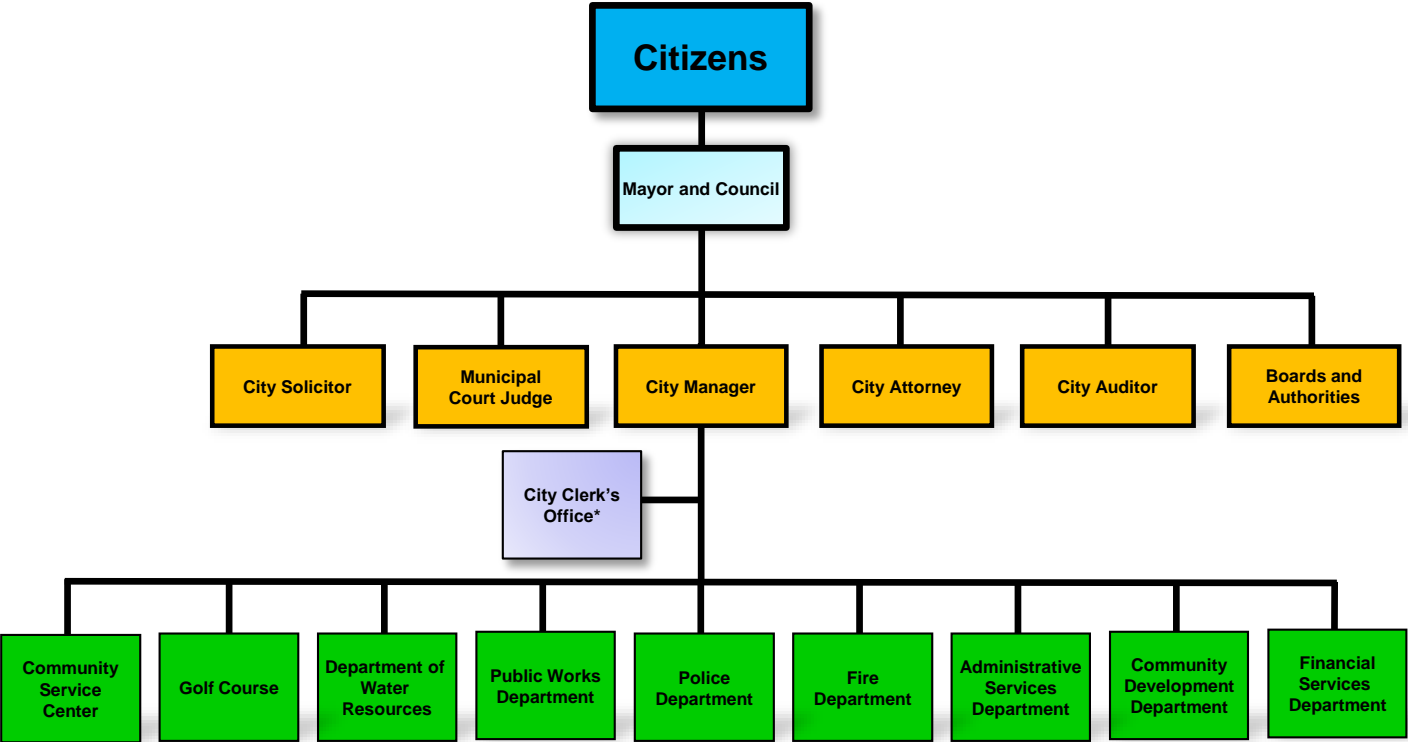 Citizens
Mayor and Council
City Solicitor
Municipal
Court Judge
City Manager
City Attorney
City Auditor
Boards and
Authorities
City Clerk’s
Office*
Community
Service
Center
Golf Course
Department of
Water
Resources
Public Works
Department
Police
Department
Fire
Department
Administrative
Services
Department
Community
Development
Department
Financial
Services
Department